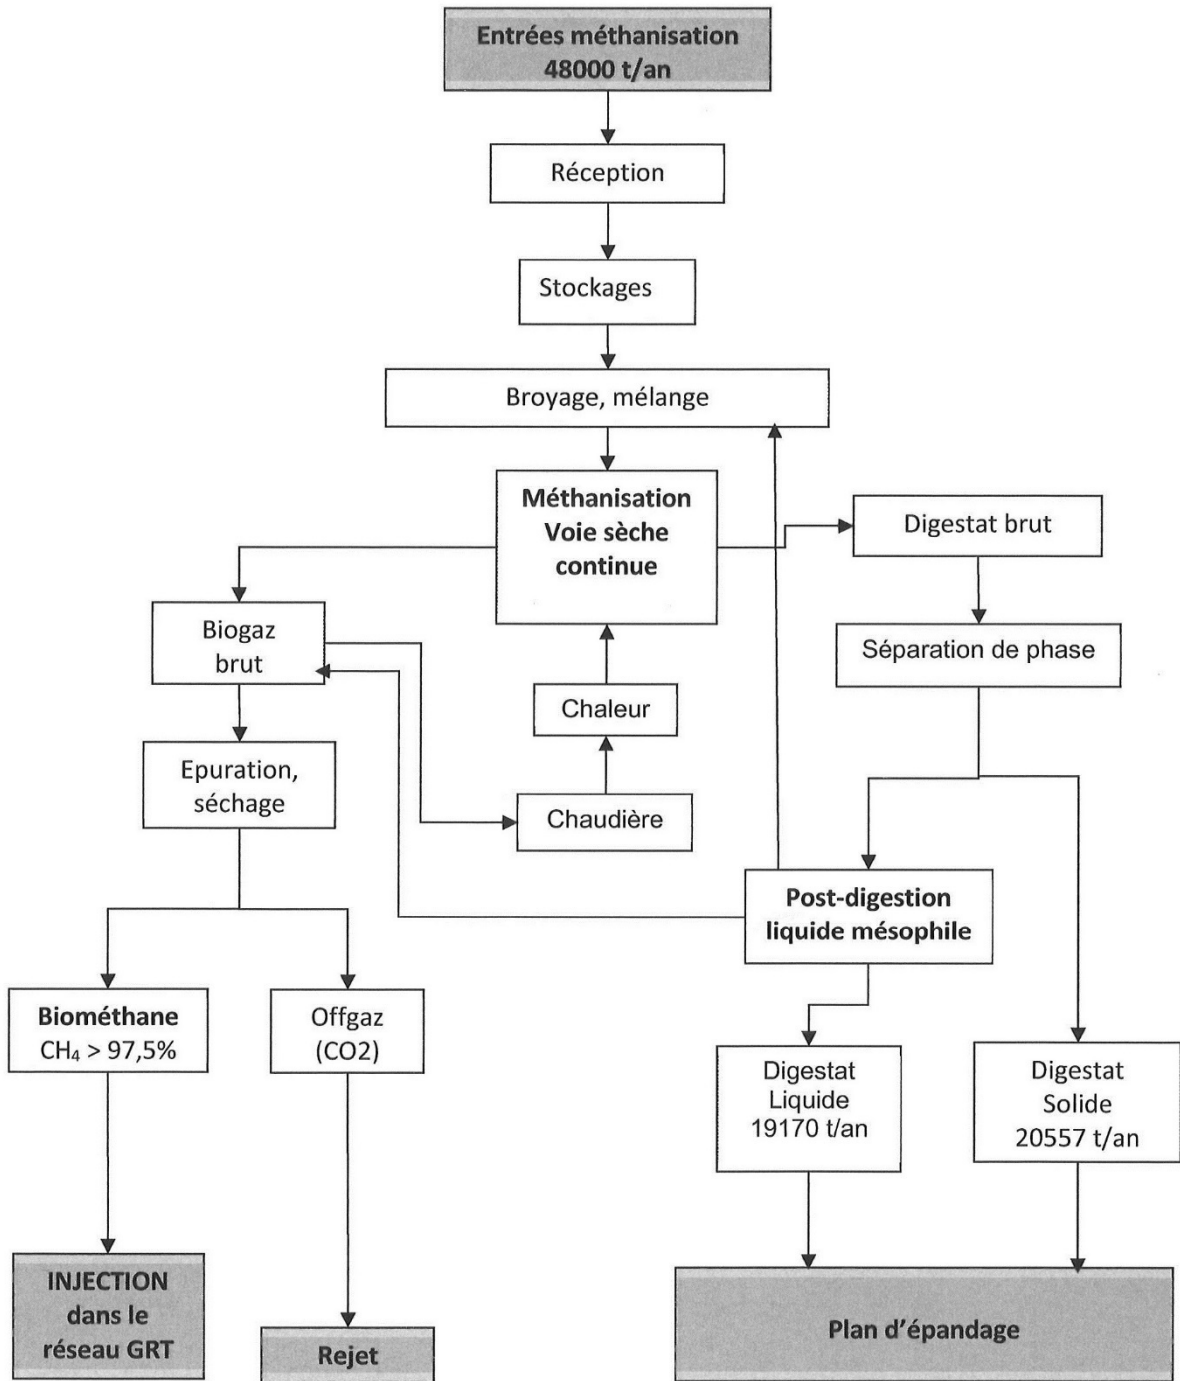 Entrées méthanisation
48000 t/an
Réception
Stockages
Broyage, mélange
Méthanisation
Voie sèche
continue
Digestat brut
Biogaz
brut
Séparation de phase
Chaleur
Epuration,
séchage
Chaudière
Post-digestion
liquide mésophile
Biométhane
CH₄ > 97,5%
Offgaz
(CO2)
Digestat
Liquide
19170 t/an
Digestat
Solide
20557 t/an
INJECTION
dans le
réseau GRT
Rejet
Plan d’épandage